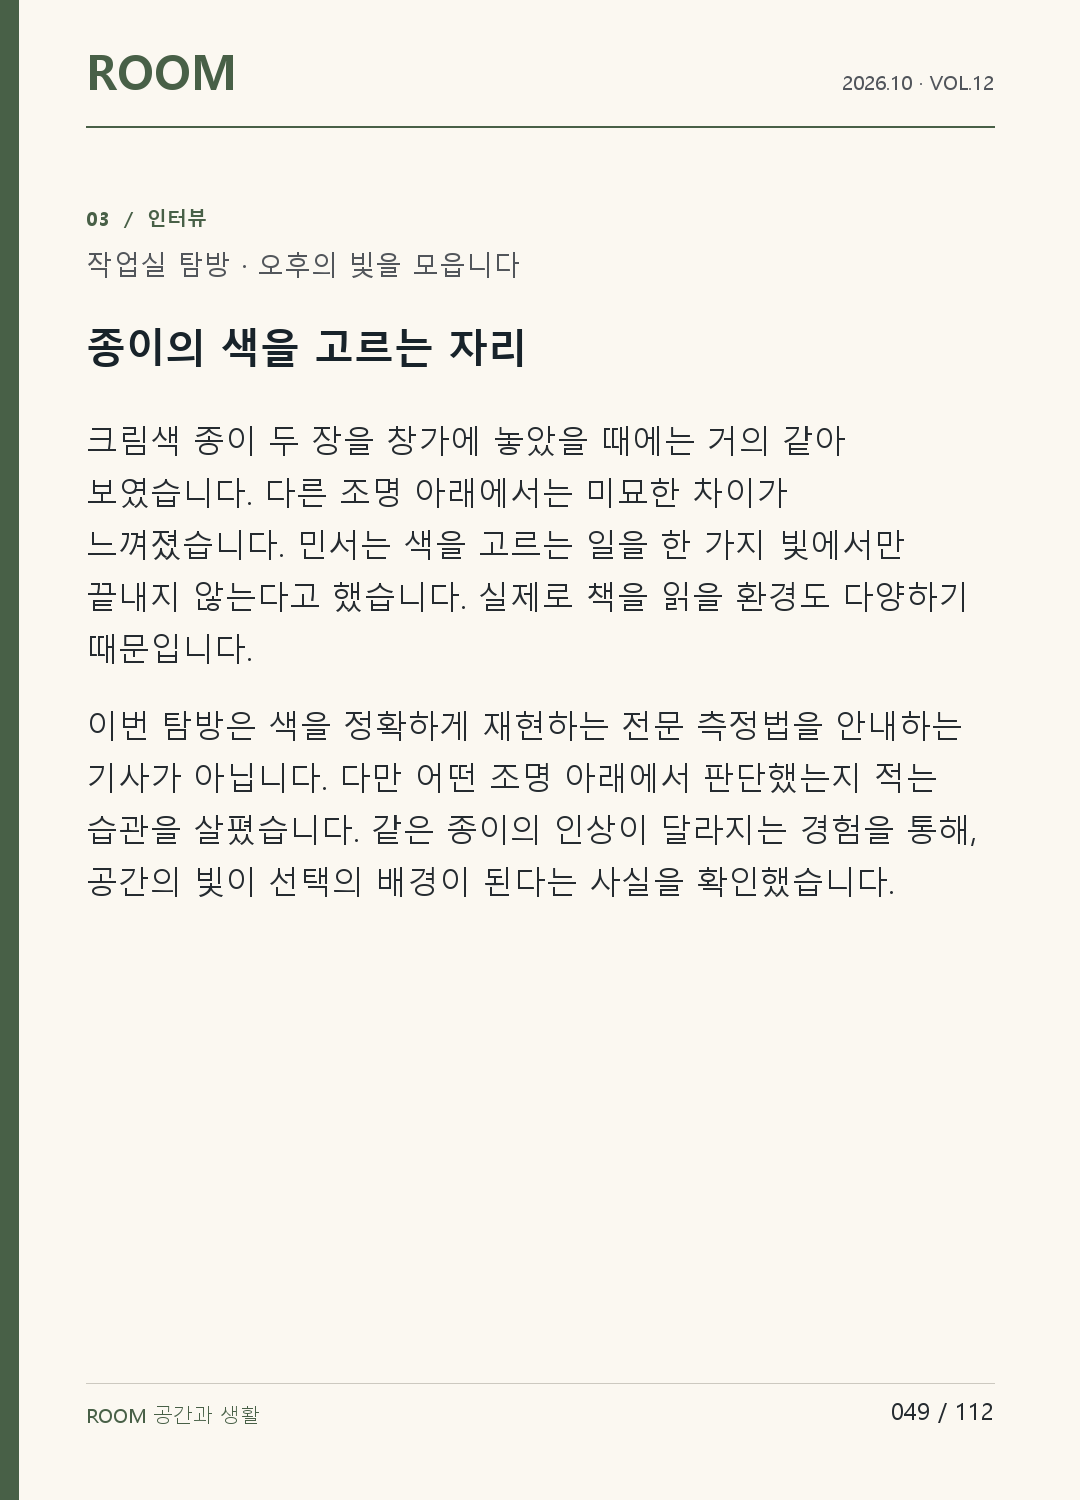 ROOM
2026.10 · VOL.12
03 / 인터뷰
작업실 탐방 · 오후의 빛을 모읍니다
종이의 색을 고르는 자리
크림색 종이 두 장을 창가에 놓았을 때에는 거의 같아
보였습니다. 다른 조명 아래에서는 미묘한 차이가
느껴졌습니다. 민서는 색을 고르는 일을 한 가지 빛에서만
끝내지 않는다고 했습니다. 실제로 책을 읽을 환경도 다양하기
때문입니다.
이번 탐방은 색을 정확하게 재현하는 전문 측정법을 안내하는
기사가 아닙니다. 다만 어떤 조명 아래에서 판단했는지 적는
습관을 살폈습니다. 같은 종이의 인상이 달라지는 경험을 통해,
공간의 빛이 선택의 배경이 된다는 사실을 확인했습니다.
ROOM 공간과 생활
049 / 112